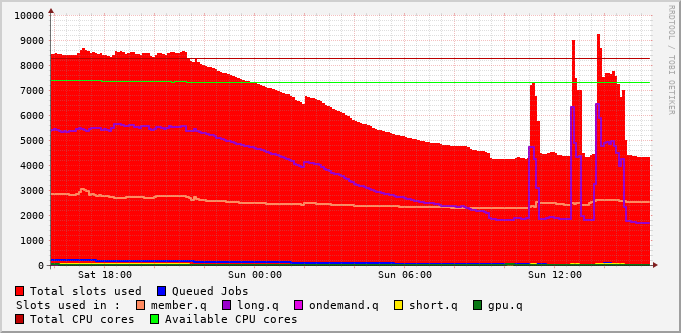 10000
9000
8000
7000
6000
5000
4000
3000
2000
1000
0
Sat 18:00 Sun 00:00 Sun 06:00 Sun 12:00
Total slots used Queued Jobs
Slots used in : member.q long.q ondemand.q short.q gpu.q
Total CPU cores Available CPU cores
RRDTOOL / TOBI OETIKER